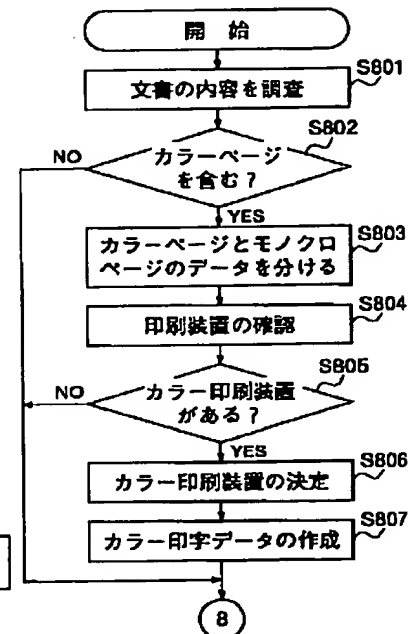 開 始
S801
文書の内容を調査
S802
NO
カラーページ
を含む？
YES
S803
カラーページとモノクロ
ページのデータを分ける
S804
印刷装置の確認
S805
NO
カラー印刷装置
がある？
YES
S806
カラー印刷装置の決定
S807
カラー印字データの作成
8